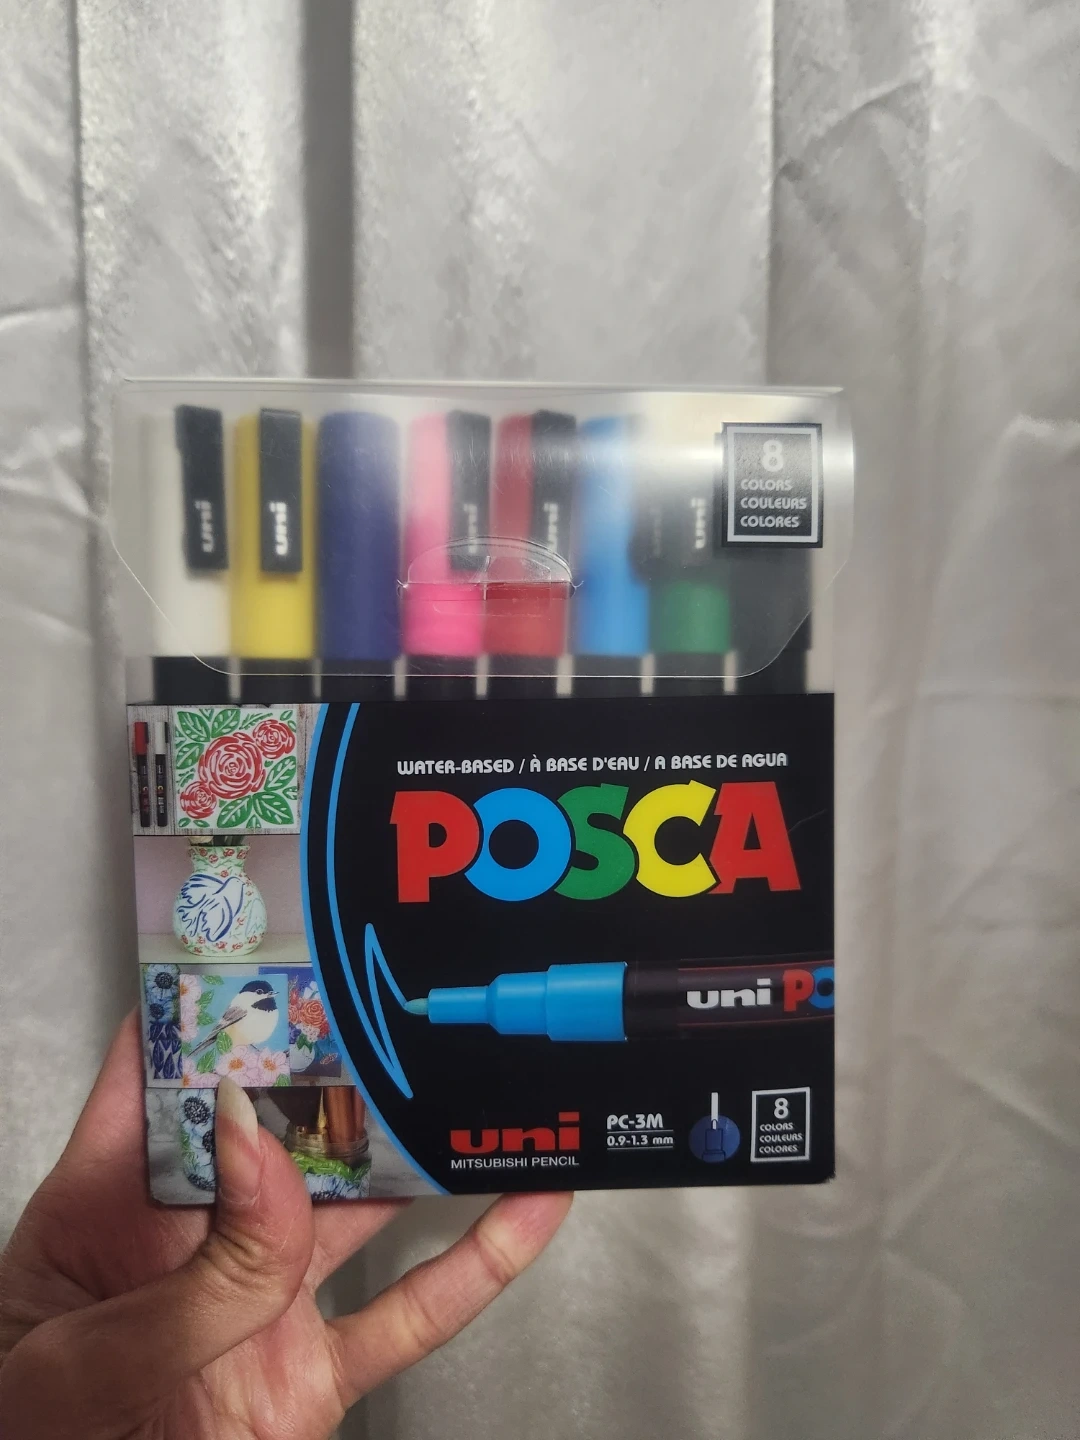 uni
uni
uni
uni
uni
8
COLORS
COULEURS
COLORES
WATER-BASED / À BASE D'EAU / A BASE DE AGUA
POSCA
uni PO
uni
MITSUBISHI PENCIL
PC-3M
0.9-1.3 mm
8
COLORS
COULEURS
COLORES